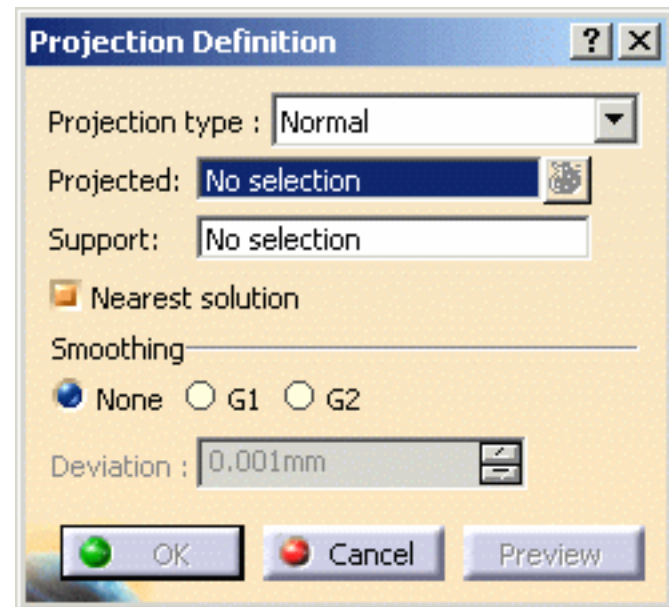 Projection Definition ? X
Projection type : Normal
Projected: No selection
Support: No selection
Nearest solution
Smoothing
None G1 G2
Deviation : 0.001mm
OK Cancel Preview